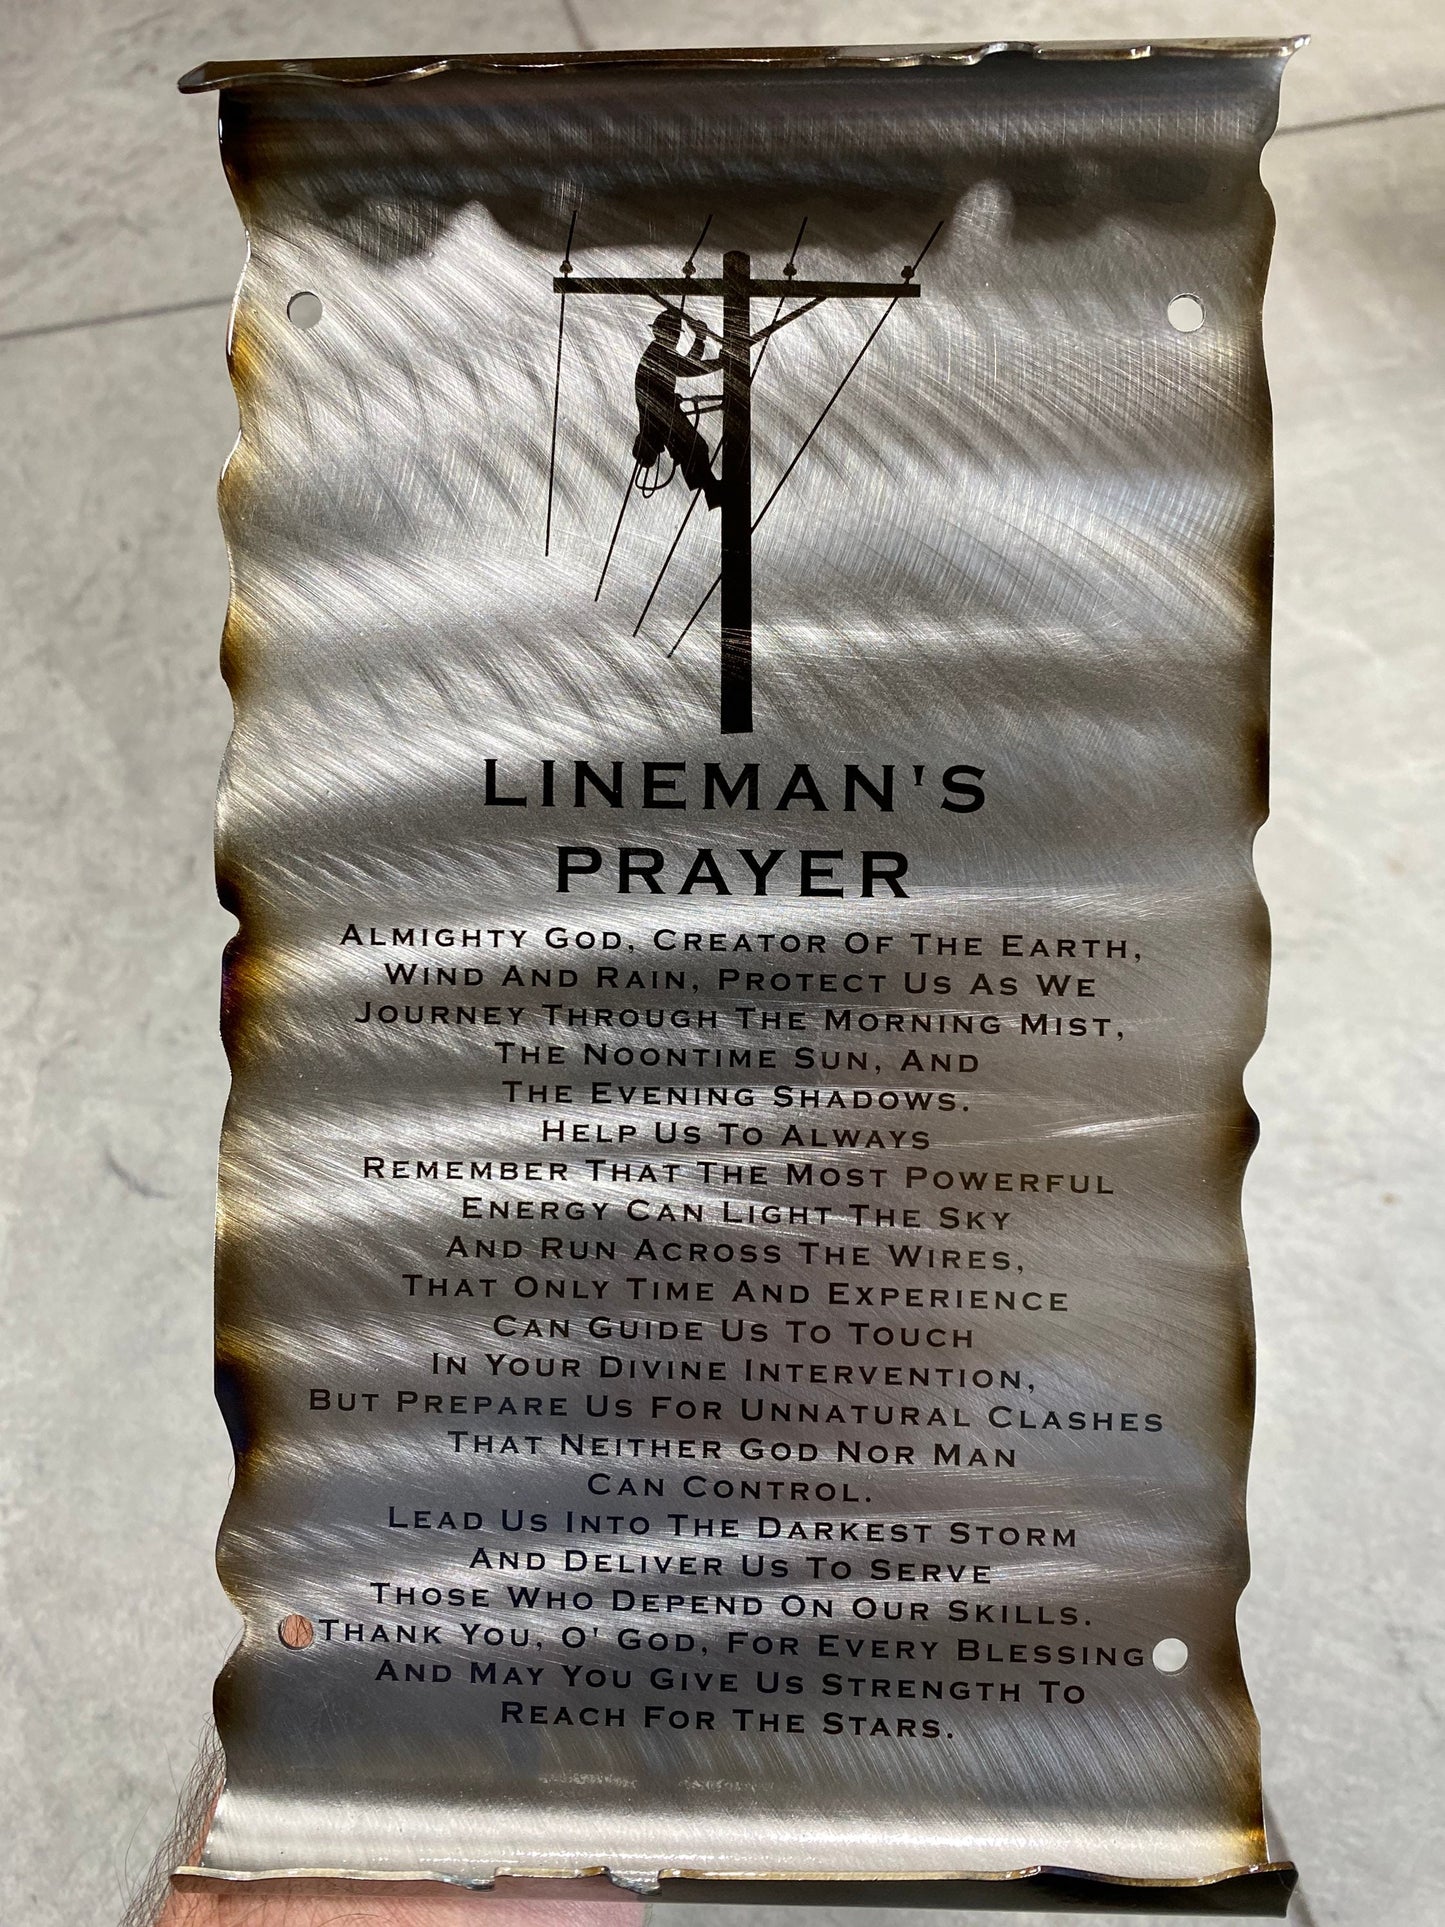 LINEMAN'S
PRAYER
ALMIGHTY GOD, CREATOR OF THE EARTH,
WIND AND RAIN, PROTECT US AS WE
JOURNEY THROUGH THE MORNING MIST,
THE NOONTIME SUN, AND
THE EVENING SHADOWS.
HELP US TO ALWAYS
REMEMBER THAT THE MOST POWERFUL
ENERGY CAN LIGHT THE SKY
AND RUN ACROSS THE WIRES,
THAT ONLY TIME AND EXPERIENCE
CAN GUIDE US TO TOUCH
IN YOUR DIVINE INTERVENTION,
BUT PREPARE US FOR UNNATURAL CLASHES
THAT NEITHER GOD NOR MAN
CAN CONTROL.
LEAD US INTO THE DARKEST STORM
AND DELIVER US TO SERVE
THOSE WHO DEPEND ON OUR SKILLS.
THANK YOU, O' GOD, FOR EVERY BLESSING
AND MAY YOU GIVE US STRENGTH TO
REACH FOR THE STARS.